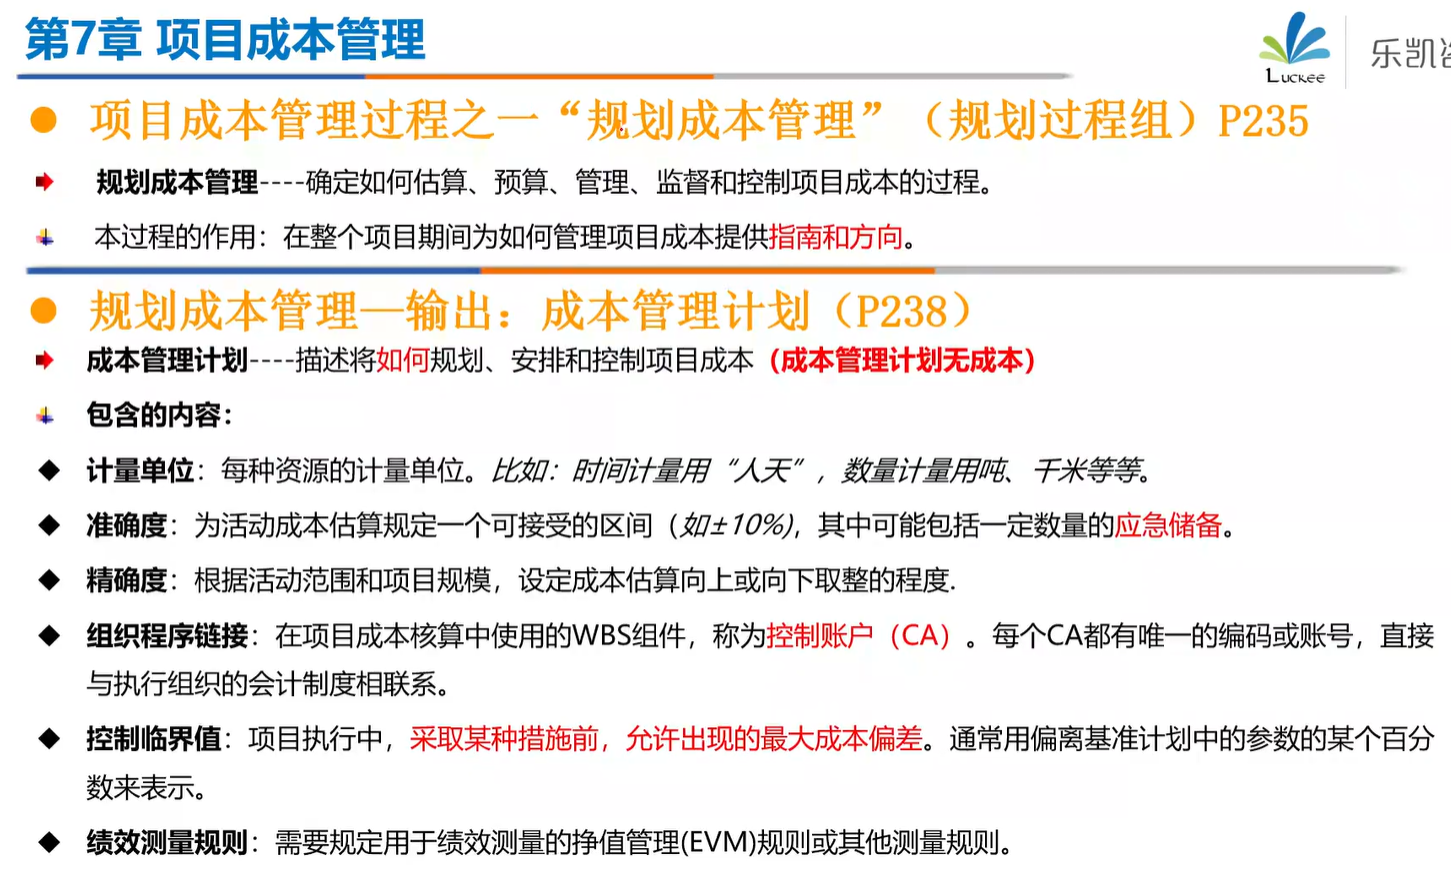 第7章 项目成本管理
Luckee
乐凯
项目成本管理过程之一“规划成本管理”（规划过程组）P235
规划成本管理----确定如何估算、预算、管理、监督和控制项目成本的过程。
本过程的作用：在整个项目期间为如何管理项目成本提供指南和方向。
规划成本管理—输出：成本管理计划（P238）
成本管理计划----描述将如何规划、安排和控制项目成本（成本管理计划无成本）
包含的内容：
计量单位：每种资源的计量单位。比如：时间计量用“人天”，数量计量用吨、千米等等。
准确度：为活动成本估算规定一个可接受的区间（如±10%)，其中可能包括一定数量的应急储备。
精确度：根据活动范围和项目规模，设定成本估算向上或向下取整的程度.
组织程序链接：在项目成本核算中使用的WBS组件，称为控制账户（CA）。每个CA都有唯一的编码或账号，直接
与执行组织的会计制度相联系。
控制临界值：项目执行中，采取某种措施前，允许出现的最大成本偏差。通常用偏离基准计划中的参数的某个百分
数来表示。
绩效测量规则：需要规定用于绩效测量的挣值管理(EVM)规则或其他测量规则。